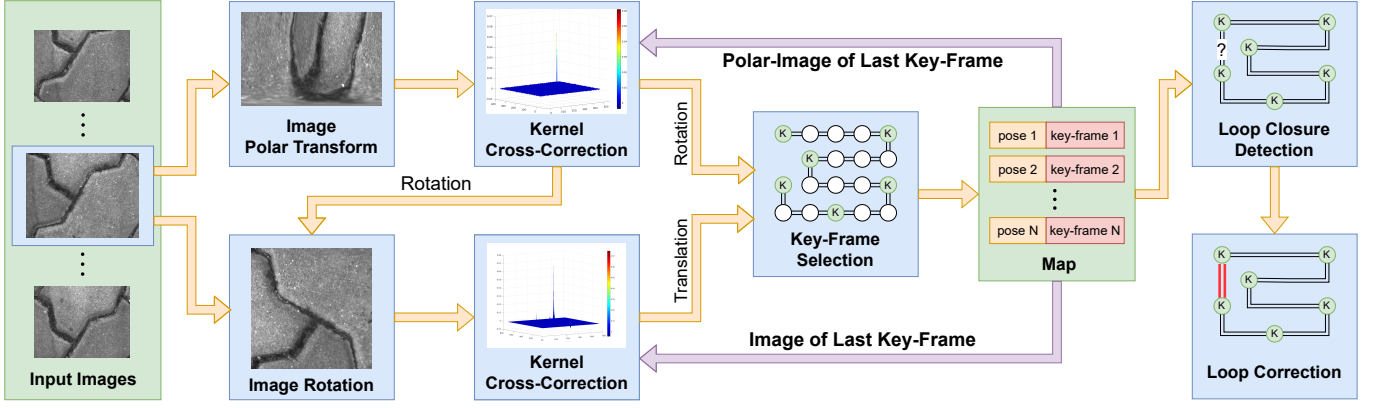 Input Images
Image
Polar Transform
Kernel
Cross-Correction
Rotation
Image Rotation
Kernel
Cross-Correction
Rotation
Translation
Polar-Image of Last Key-Frame
Image of Last Key-Frame
K
K
K
K
K
K
Key-Frame
Selection
pose 1
key-frame 1
pose 2
key-frame 2
pose N
key-frame N
Map
K
K
?
K
K
K
K
Loop Closure
Detection
K
K
K
K
K
K
Loop Correction